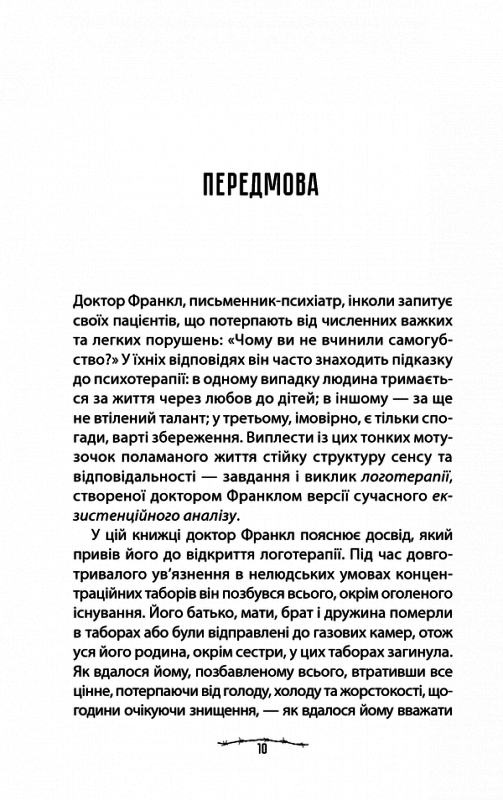 ПЕРЕДМОВА
Доктор Франкл, письменник-психіатр, інколи запитує
своїх пацієнтів, що потерпають від численних важких
та легких порушень: «Чому ви не вчинили самогуб-
ство?» У їхніх відповідях він часто знаходить підказку
до психотерапії: в одному випадку людина тримаєть-
ся за життя через любов до дітей; в іншому — за ще
не втілений талант; у третьому, імовірно, є тільки спо-
гади, варті збереження. Виплести із цих тонких моту-
зочок поламаного життя стійку структуру сенсу та
відповідальності — завдання і виклик логотерапії,
створеної доктором Франклом версії сучасного ек-
зистенційного аналізу.
У цій книжці доктор Франкл пояснює досвід, який
привів його до відкриття логотерапії. Під час довго-
тривалого ув’язнення в нелюдських умовах концен-
траційних таборів він позбувся всього, окрім оголеного
існування. Його батько, мати, брат і дружина померли
в таборах або були відправлені до газових камер, отож
уся його родина, окрім сестри, у цих таборах загинула.
Як вдалося йому, позбавленому всього, втративши все
цінне, потерпаючи від голоду, холоду та жорстокості, що-
години очікуючи знищення, — як вдалося йому вважати
10